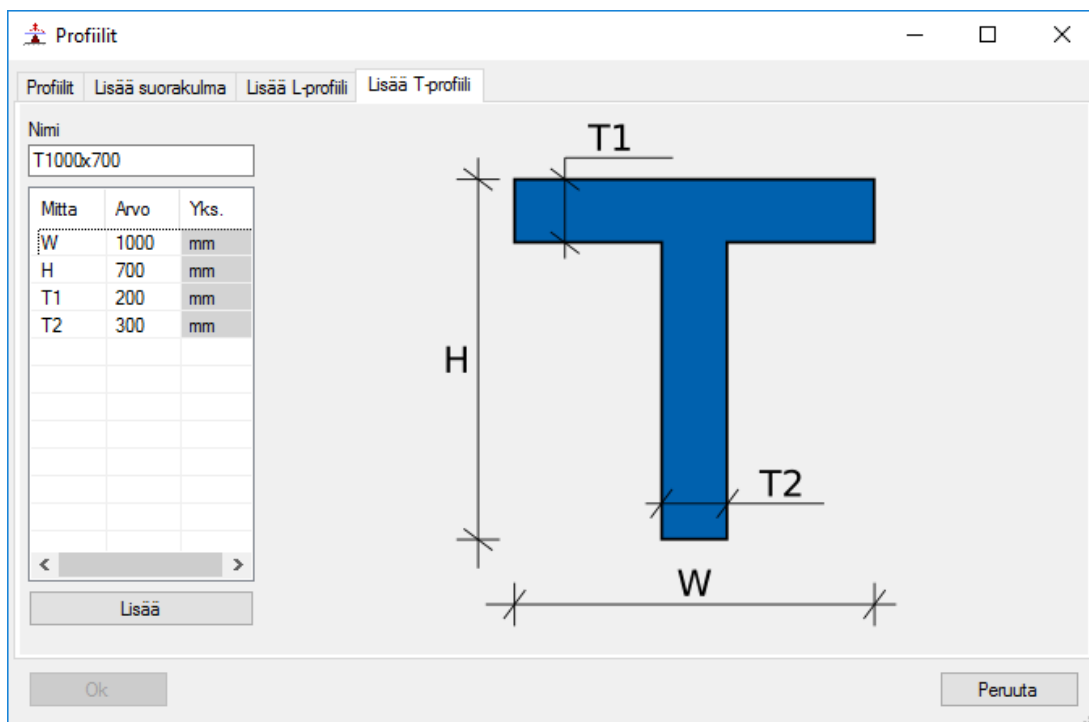 Profiilit
Profiilit Lisää suorakulma Lisää L-profiili Lisää T-profiili
Nimi
T1000x700
Mitta Arvo Yks.
W 1000 mm
H 700 mm
T1 200 mm
T2 300 mm
Lisää
T1
H
T2
W
Ok
Peruuta